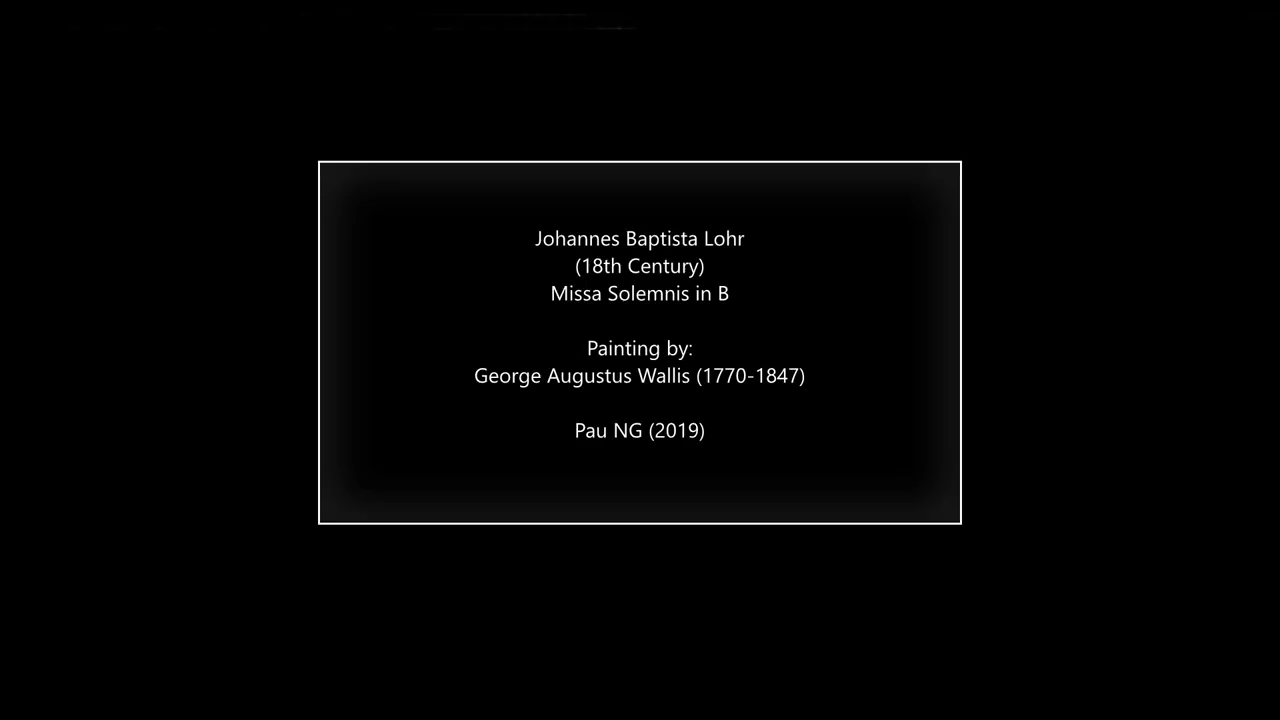 Johannes Baptista Lohr
(18th Century)
Missa Solemnis in B
Painting by:
George Augustus Wallis (1770-1847)
Pau NG (2019)